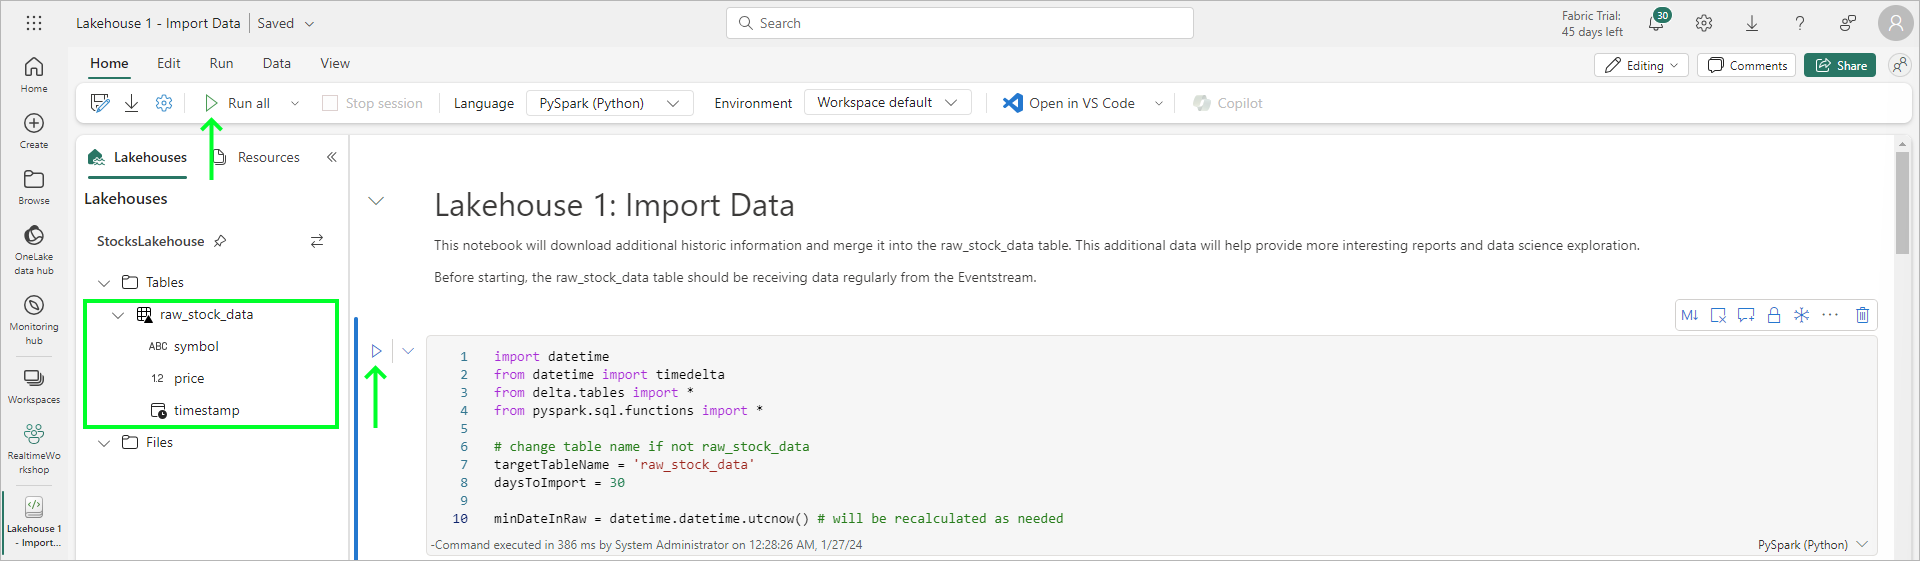 Lakehouse 1 - Import Data Saved
Search
Fabric Trial:
45 days left
30
Home Edit Run Data View
Editing Comments Share
Run all Stop session Language PySpark (Python) Environment Workspace default Open in VS Code Copilot
Home
Create
Browse
OneLake
data hub
Monitoring
hub
Workspaces
RealtimeWo
rkshop
Lakehouse 1
- Import...
Lakehouses Resources
Lakehouses
StocksLakehouse
Tables
raw_stock_data
ABC symbol
1.2 price
timestamp
Files
Lakehouse 1: Import Data
This notebook will download additional historic information and merge it into the raw_stock_data table. This additional data will help provide more interesting reports and data science exploration.
Before starting, the raw_stock_data table should be receiving data regularly from the Eventstream.
M↓
1 import datetime
2 from datetime import timedelta
3 from delta.tables import *
4 from pyspark.sql.functions import *
5
6 # change table name if not raw_stock_data
7 targetTableName = 'raw_stock_data'
8 daysToImport = 30
9
10 minDateInRaw = datetime.datetime.utcnow() # will be recalculated as needed
-Command executed in 386 ms by System Administrator on 12:28:26 AM, 1/27/24
PySpark (Python)